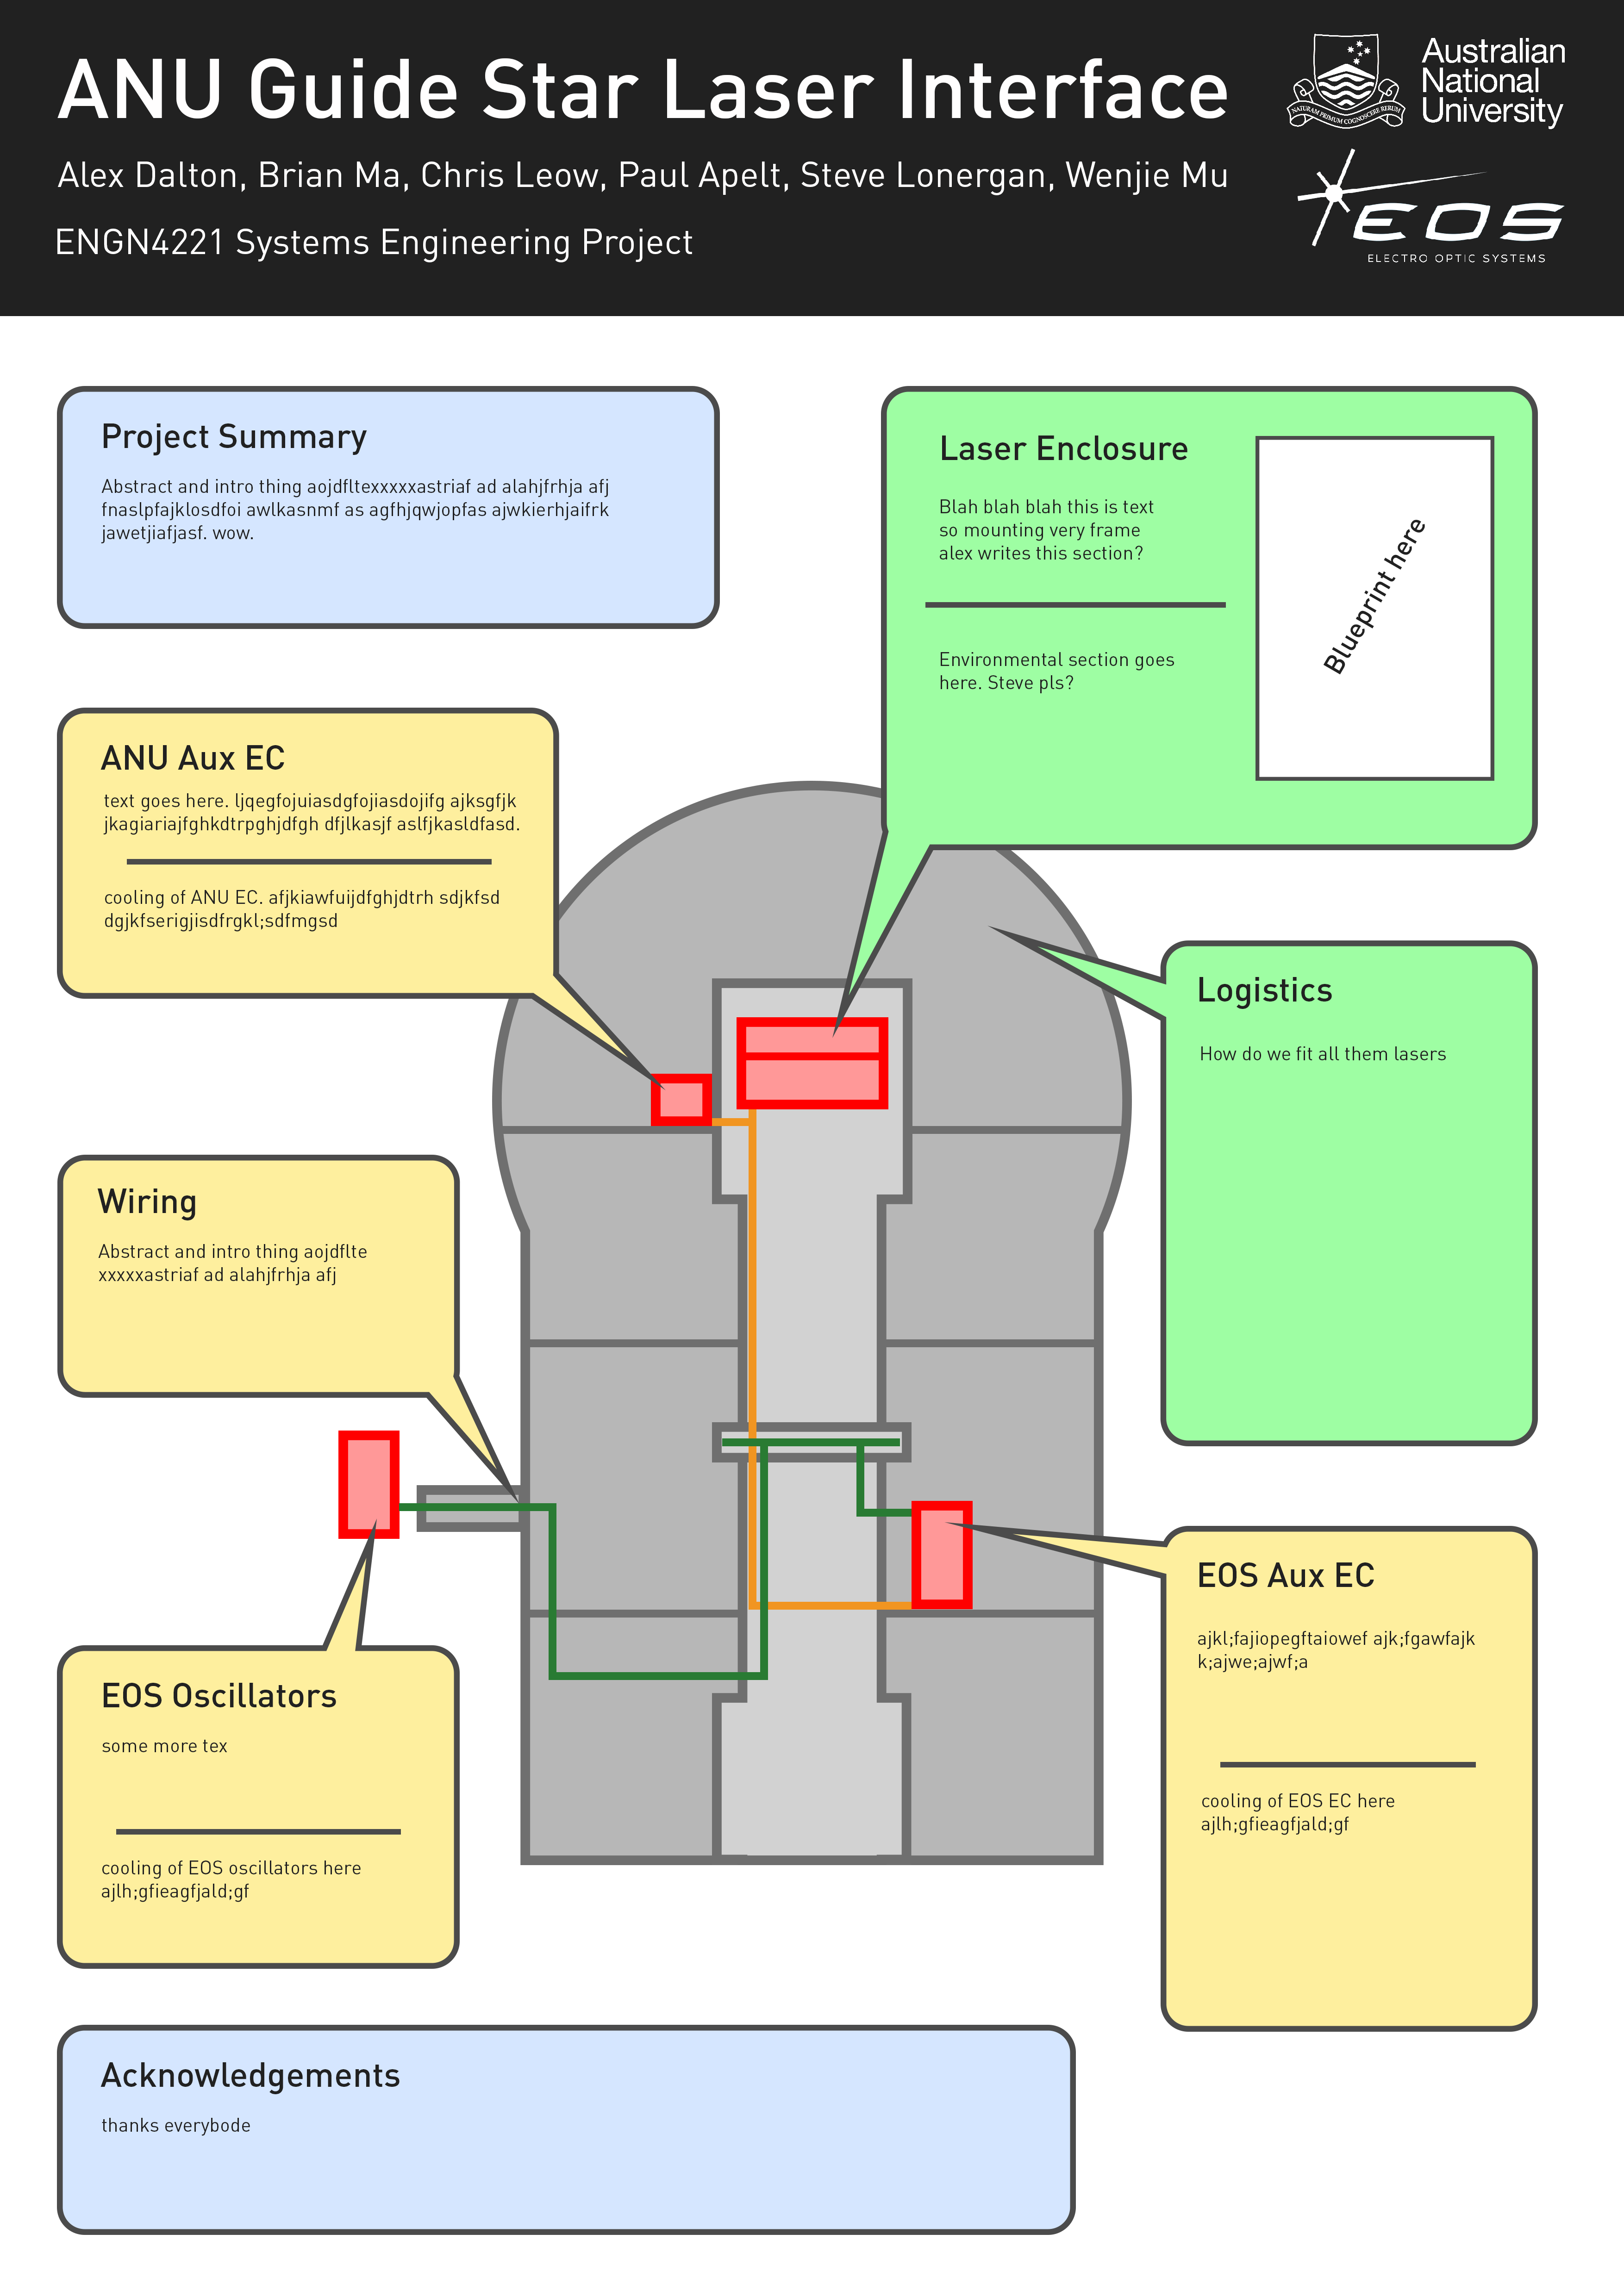 ANU Guide Star Laser Interface
Alex Dalton, Brian Ma, Chris Leow, Paul Apelt, Steve Lonergan, Wenjie Mu
ENGN4221 Systems Engineering Project
Australian
National
University
NATURAM PRIMUM COGNOSCERE RERUM
EOS
ELECTRO OPTIC SYSTEMS
Project Summary
Abstract and intro thing aojdfltexxxxxastriaf ad alahjfrhja afj
fnaslpfajklosdfoi awlkasnmf as agfhjqwjopfas ajwkierhjaifrk
jawetjiafjasf. wow.
Laser Enclosure
Blah blah blah this is text
so mounting very frame
alex writes this section?
Environmental section goes
here. Steve pls?
Blueprint here
ANU Aux EC
text goes here. ljqegfojuiasdgfojiasdojifg ajksgfjk
jkagiariajfghkdtrpghjdfgh dfjlkasjf aslfjkasldfasd.
cooling of ANU EC. afjkiawfuijdfghjdtrh sdjkfsd
dgjkfserigjisdfrgkl;sdfmgsd
Logistics
How do we fit all them lasers
Wiring
Abstract and intro thing aojdflte
xxxxxastriaf ad alahjfrhja afj
EOS Aux EC
ajkl;fajiopegftaiowef ajk;fgawfajk
k;ajwe;ajwf;a
cooling of EOS EC here
ajlh;gfieagfjald;gf
EOS Oscillators
some more tex
cooling of EOS oscillators here
ajlh;gfieagfjald;gf
Acknowledgements
thanks everybode